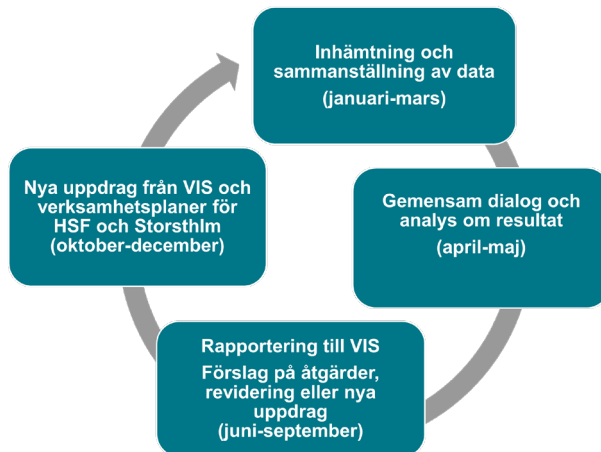 Inhämtning och
sammanställning av data
(januari-mars)
Gemensam dialog och
analys om resultat
(april-maj)
Rapportering till VIS
Förslag på åtgärder,
revidering eller nya
uppdrag
(juni-september)
Nya uppdrag från VIS och
verksamhetsplaner för
HSF och Storsthlm
(oktober-december)